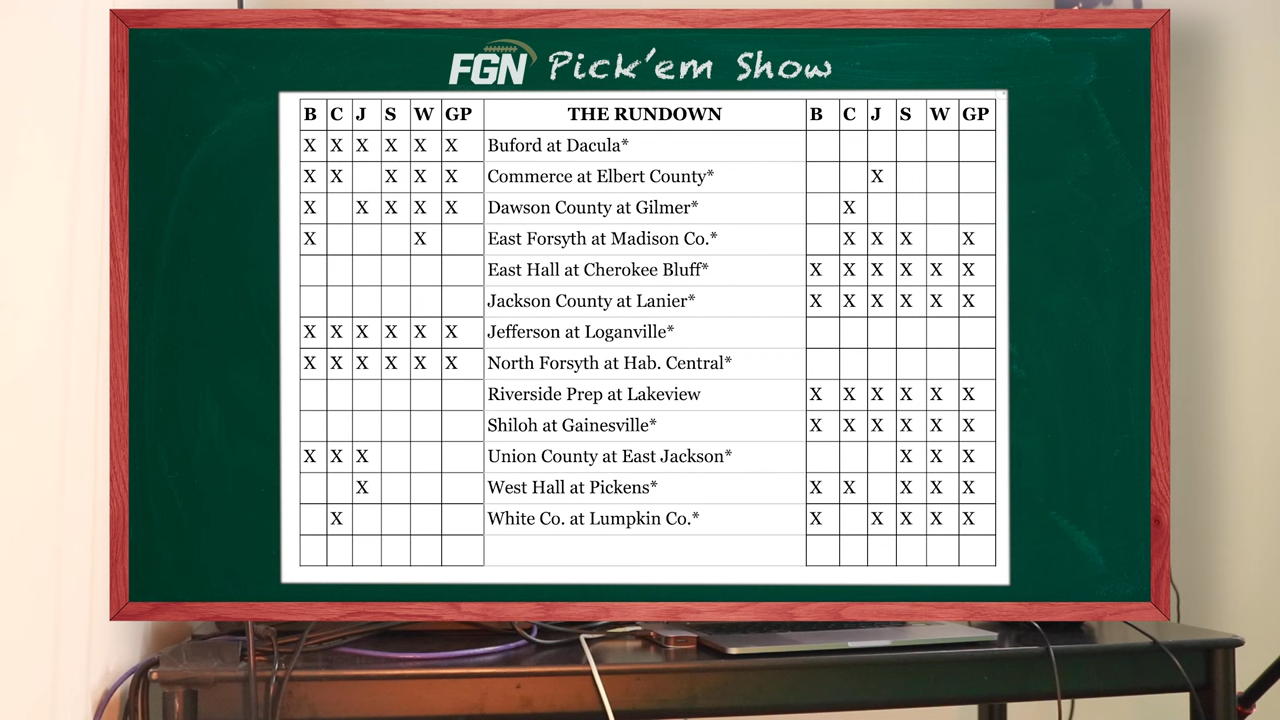 FGN Pick'em Show
B C J S W GP THE RUNDOWN B C J S W GP
X X X X X X Buford at Dacula*
X X X X X Commerce at Elbert County* X
X X X X X Dawson County at Gilmer* X
X X East Forsyth at Madison Co.* X X X X
East Hall at Cherokee Bluff* X X X X X X
Jackson County at Lanier* X X X X X X
X X X X X X Jefferson at Loganville*
X X X X X X North Forsyth at Hab. Central*
Riverside Prep at Lakeview X X X X X X
Shiloh at Gainesville* X X X X X X
X X X Union County at East Jackson* X X X
X West Hall at Pickens* X X X X X
X White Co. at Lumpkin Co.* X X X X X